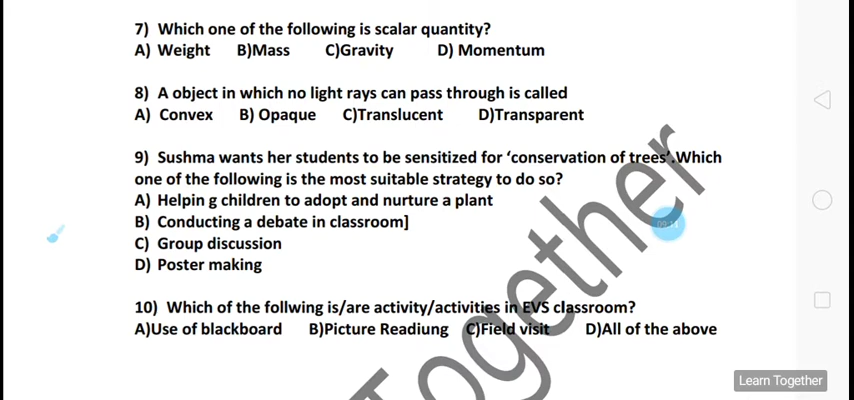 7) Which one of the following is scalar quantity?
A) Weight B)Mass C)Gravity D) Momentum
8) A object in which no light rays can pass through is called
A) Convex B) Opaque C)Translucent D)Transparent
9) Sushma wants her students to be sensitized for ‘conservation of trees’.Which
one of the following is the most suitable strategy to do so?
A) Helpin g children to adopt and nurture a plant
B) Conducting a debate in classroom]
09:11
C) Group discussion
D) Poster making
10) Which of the follwing is/are activity/activities in EVS classroom?
A)Use of blackboard B)Picture Readiung C)Field visit D)All of the above
Together
Learn Together